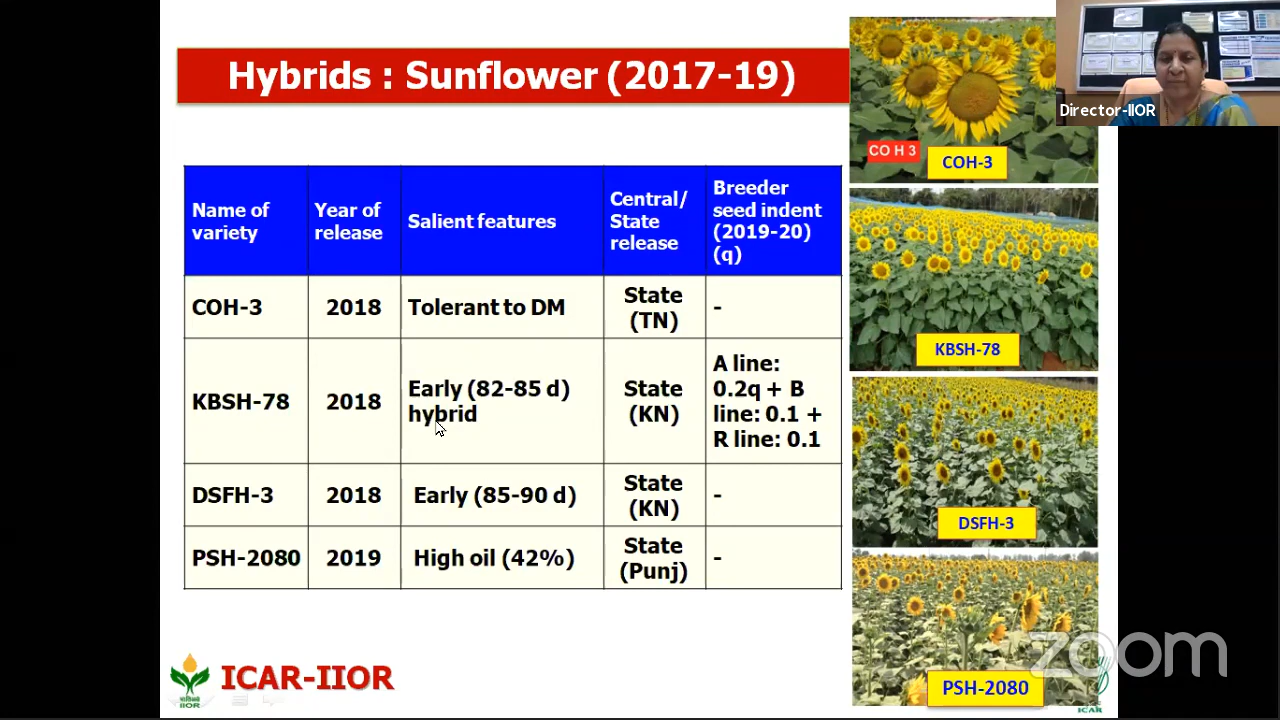 Hybrids : Sunflower (2017-19)
Name of
variety
Year of
release
Salient features
Central/
State
release
Breeder
seed indent
(2019-20)
(q)
COH-3
2018
Tolerant to DM
State
(TN)
-
KBSH-78
2018
Early (82-85 d)
hybrid
State
(KN)
A line:
0.2q + B
line: 0.1 +
R line: 0.1
DSFH-3
2018
Early (85-90 d)
State
(KN)
-
PSH-2080
2019
High oil (42%)
State
(Punj)
-
CO H 3
COH-3
KBSH-78
DSFH-3
PSH-2080
Director-IIOR
IIOR
ICAR-IIOR
zoom
ICAR